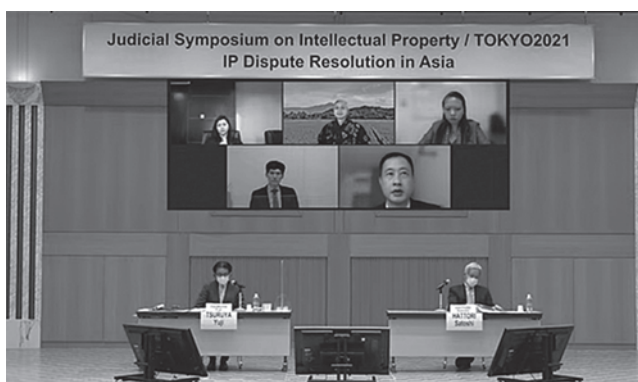 Judicial Symposium on Intellectual Property / TOKYO2021
IP Dispute Resolution in Asia
TSURUYA
Yuji
HATTORI
Satoshi